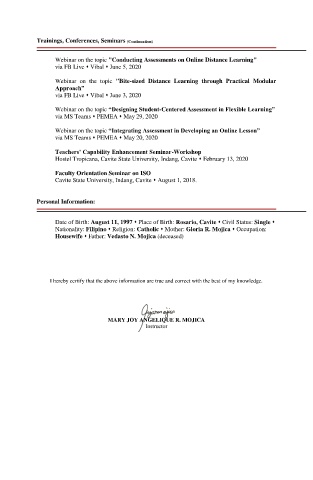 Trainings, Conferences, Seminars (Continuation)
Webinar on the topic "Conducting Assessments on Online Distance Learning"
via FB Live • Vibal • June 5, 2020
Webinar on the topic "Bite-sized Distance Learning through Practical Modular
Approach"
via FB Live • Vibal • June 3, 2020
Webinar on the topic "Designing Student-Centered Assessment in Flexible Learning"
via MS Teams • PEMEA • May 29, 2020
Webinar on the topic "Integrating Assessment in Developing an Online Lesson"
via MS Teams • PEMEA • May 20, 2020
Teachers' Capability Enhancement Seminar-Workshop
Hostel Tropicana, Cavite State University, Indang, Cavite • February 13, 2020
Faculty Orientation Seminar on ISO
Cavite State University, Indang, Cavite • August 1, 2018.
Personal Information:
Date of Birth: August 11, 1997 • Place of Birth: Rosario, Cavite • Civil Status: Single •
Nationality: Filipino • Religion: Catholic • Mother: Gloria R. Mojica • Occupation:
Housewife • Father: Vedasto N. Mojica (deceased)
I hereby certify that the above information are true and correct with the best of my knowledge.
MARY JOY ANGELIQUE R. MOJICA
Instructor